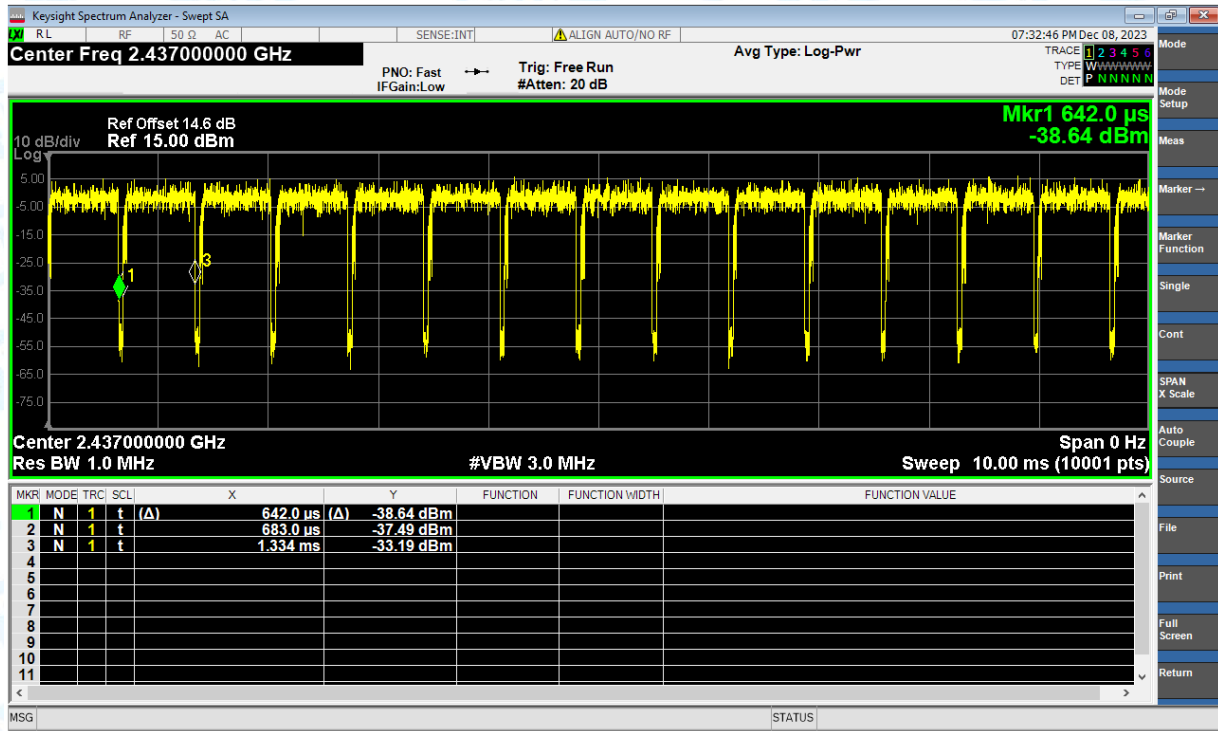 Keysight Spectrum Analyzer - Swept SA
LXI RL RF 50 Ω AC SENSE:INT ALIGN AUTO/NO RF 07:32:46 PM Dec 08, 2023
Center Freq 2.437000000 GHz
Avg Type: Log-Pwr
TRACE 1 2 3 4 5 6
TYPE WWWWWW
DET P N N N N N
PNO: Fast
IFGain:Low
Trig: Free Run
#Atten: 20 dB
Ref Offset 14.6 dB
Ref 15.00 dBm
10 dB/div
Log
Mkr1 642.0 µs
-38.64 dBm
5.00
-5.00
-15.0
-25.0
-35.0
-45.0
-55.0
-65.0
-75.0
1
3
Center 2.437000000 GHz Span 0 Hz
Res BW 1.0 MHz #VBW 3.0 MHz Sweep 10.00 ms (10001 pts)
MKR MODE TRC SCL X Y FUNCTION FUNCTION WIDTH FUNCTION VALUE
1 N 1 t (Δ) 642.0 µs (Δ) -38.64 dBm
2 N 1 t 683.0 µs -37.49 dBm
3 N 1 t 1.334 ms -33.19 dBm
4
5
6
7
8
9
10
11
MSG STATUS
Mode
Mode
Setup
Meas
Marker →
Marker
Function
Single
Cont
SPAN
X Scale
Auto
Couple
Source
File
Print
Full
Screen
Return